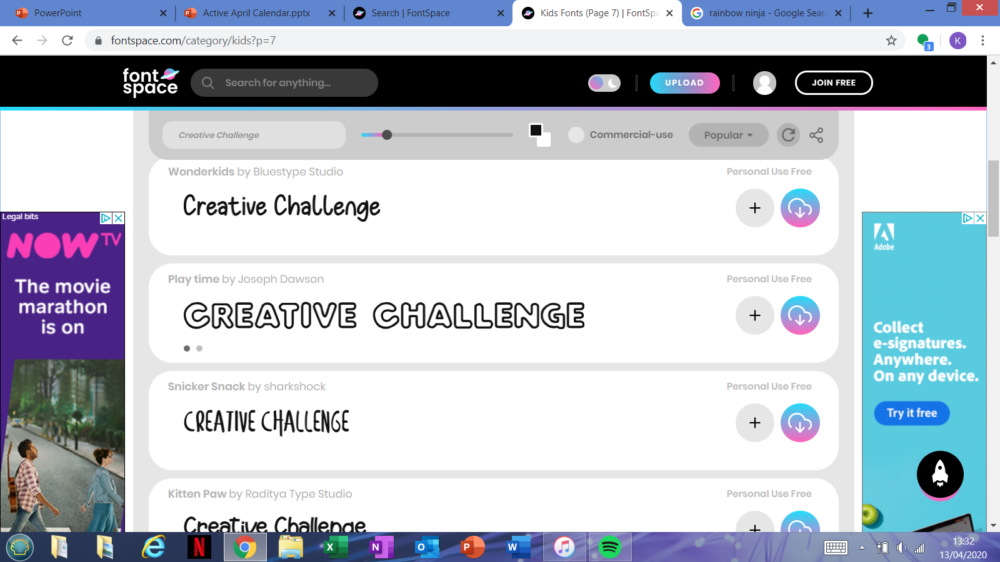 PowerPoint
Active April Calendar.pptx
Search | FontSpace
Kids Fonts (Page 7) | FontSpa
rainbow ninja - Google Searc
fontspace.com/category/kids?p=7
K
3
font space
Search for anything...
UPLOAD
JOIN FREE
Creative Challenge
Commercial-use
Popular
Wonderkids by Bluestype Studio
Personal Use Free
Creative Challenge
Play time by Joseph Dawson
Personal Use Free
CREATIVE CHALLENGE
Snicker Snack by sharkshock
Personal Use Free
CREATIVE CHALLENGE
Kitten Paw by Raditya Type Studio
Personal Use Free
Creative Challenge
Legal bits
NOW TV
The movie
marathon
is on
Adobe
Collect
e-signatures.
Anywhere.
On any device.
Try it free
N
X
N
O
P
W
13:32
13/04/2020